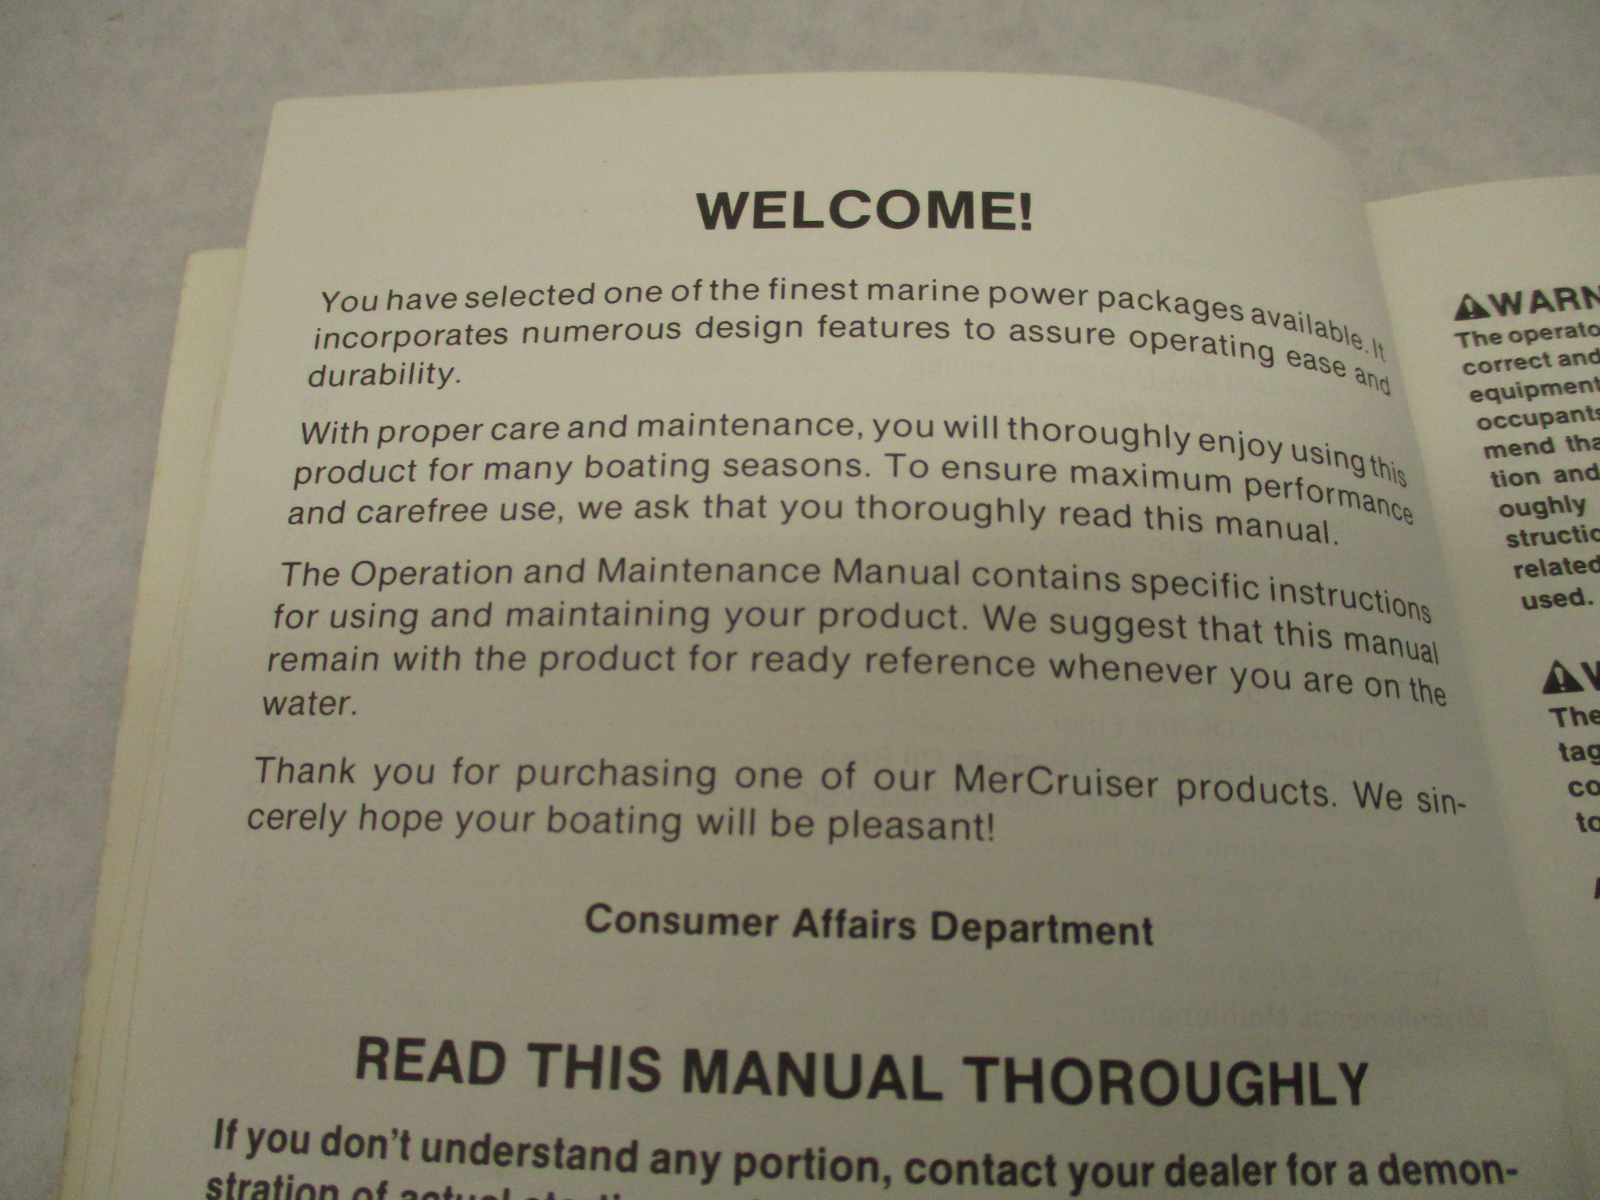 WELCOME!
You have selected one of the finest marine power packages available. It
incorporates numerous design features to assure operating ease and
durability.
With proper care and maintenance, you will thoroughly enjoy using this
product for many boating seasons. To ensure maximum performance
and carefree use, we ask that you thoroughly read this manual.
The Operation and Maintenance Manual contains specific instructions
for using and maintaining your product. We suggest that this manual
remain with the product for ready reference whenever you are on the
water.
Thank you for purchasing one of our MerCruiser products. We sin-
cerely hope your boating will be pleasant!
Consumer Affairs Department
READ THIS MANUAL THOROUGHLY
If you don't understand any portion, contact your dealer for a demon-
stration of actual
WARN
The operato
correct and
equipment
occupants
mend tha
tion and
oughly
structio
related
used.
The
tag
co
to